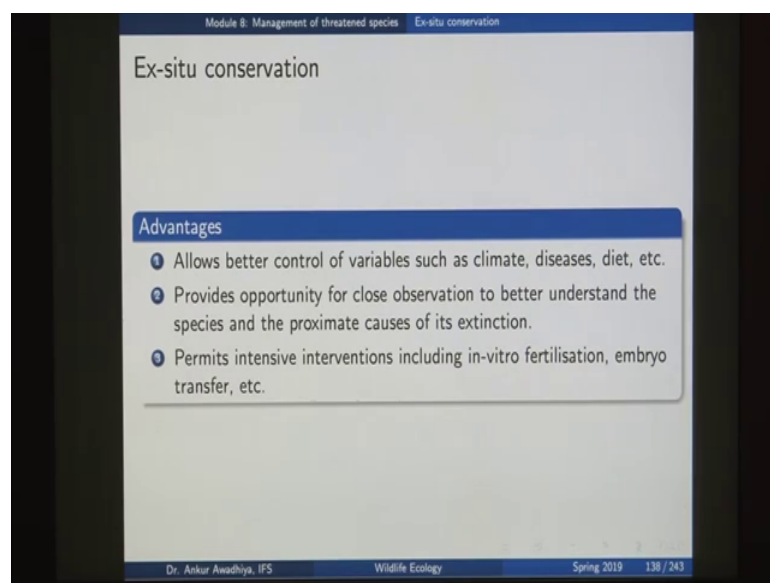 Module 8: Management of threatened species Ex-situ conservation
Ex-situ conservation
Advantages
1 Allows better control of variables such as climate, diseases, diet, etc.
2 Provides opportunity for close observation to better understand the
species and the proximate causes of its extinction.
3 Permits intensive interventions including in-vitro fertilisation, embryo
transfer, etc.
Dr. Ankur Awadhiya, IFS Wildlife Ecology Spring 2019 138 / 243